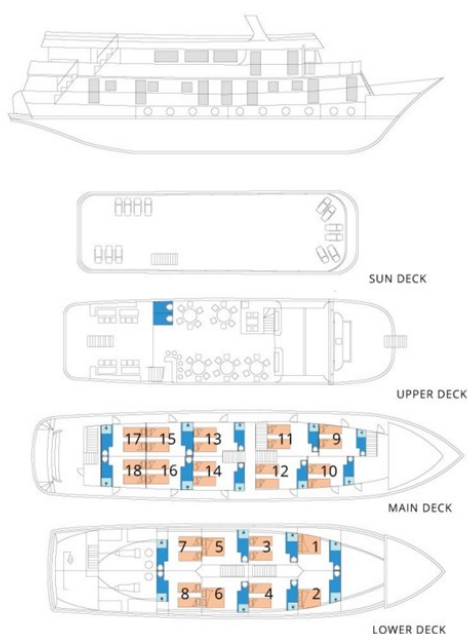 SUN DECK
UPPER DECK
17 15 13 11 9
18 16 14 12 10
MAIN DECK
7 5 3 1
8 6 4 2
LOWER DECK